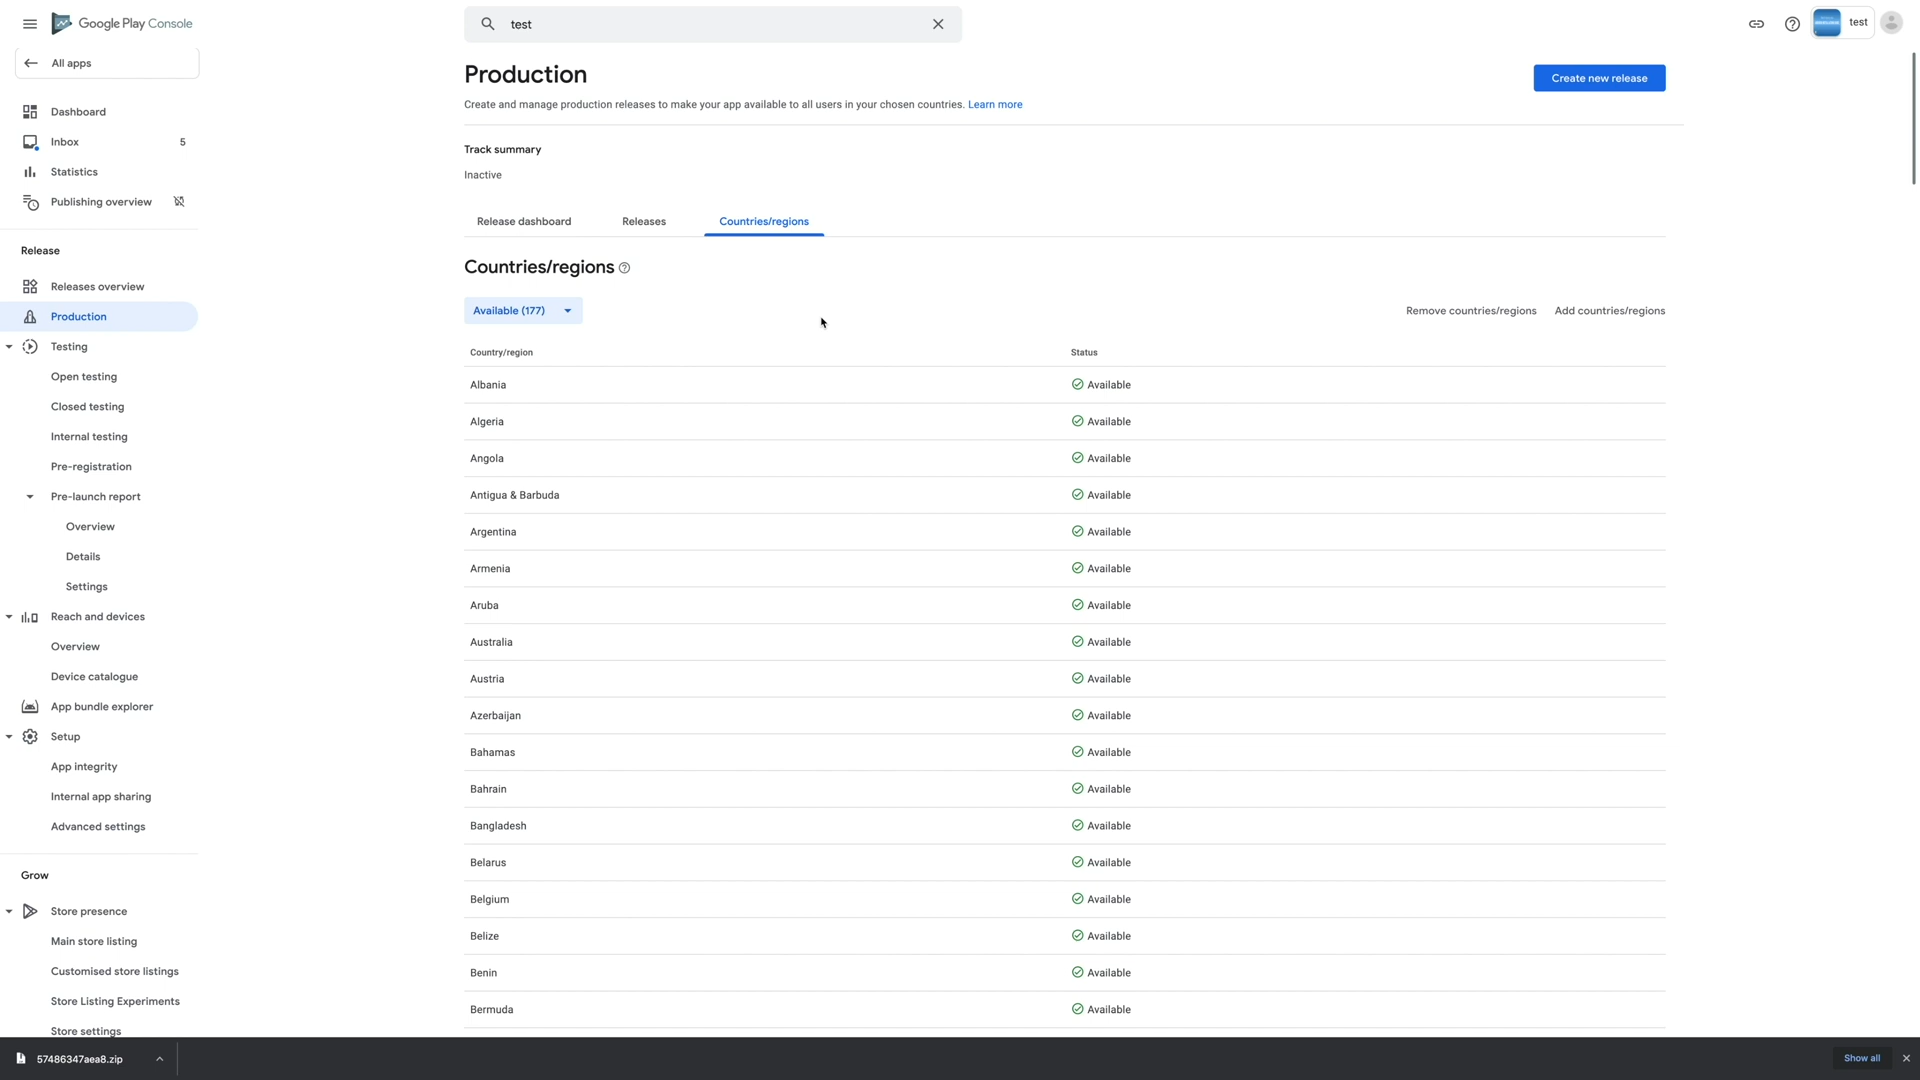 Google Play Console
test
test
All apps
Dashboard
Inbox 5
Statistics
Publishing overview
Release
Releases overview
Production
Testing
Open testing
Closed testing
Internal testing
Pre-registration
Pre-launch report
Overview
Details
Settings
Reach and devices
Overview
Device catalogue
App bundle explorer
Setup
App integrity
Internal app sharing
Advanced settings
Grow
Store presence
Main store listing
Customised store listings
Store Listing Experiments
Store settings
Production
Create new release
Create and manage production releases to make your app available to all users in your chosen countries. Learn more
Track summary
Inactive
Release dashboard Releases Countries/regions
Countries/regions
Available (177)
Remove countries/regions Add countries/regions
Country/region Status
Albania Available
Algeria Available
Angola Available
Antigua & Barbuda Available
Argentina Available
Armenia Available
Aruba Available
Australia Available
Austria Available
Azerbaijan Available
Bahamas Available
Bahrain Available
Bangladesh Available
Belarus Available
Belgium Available
Belize Available
Benin Available
Bermuda Available
57486347aea8.zip
Show all